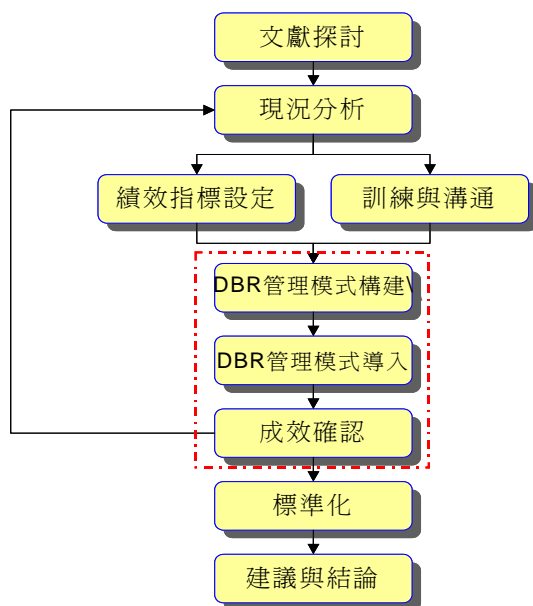 文獻探討
現況分析
績效指標設定
訓練與溝通
DBR管理模式構建\
DBR管理模式導入
成效確認
標準化
建議與結論